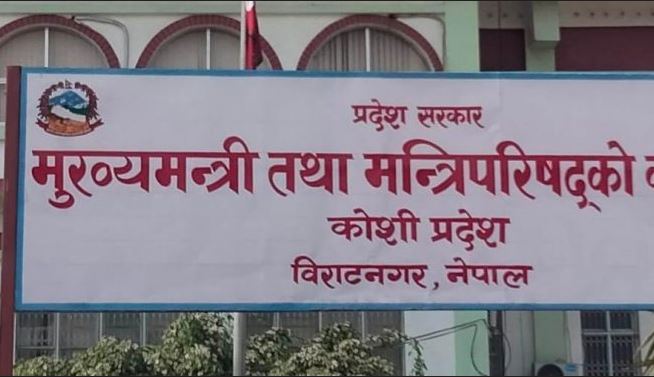 प्रदेश सरकार
मुख्यमन्त्री तथा मन्त्रिपरिषद्को
कोशी प्रदेश
विराटनगर, नेपाल